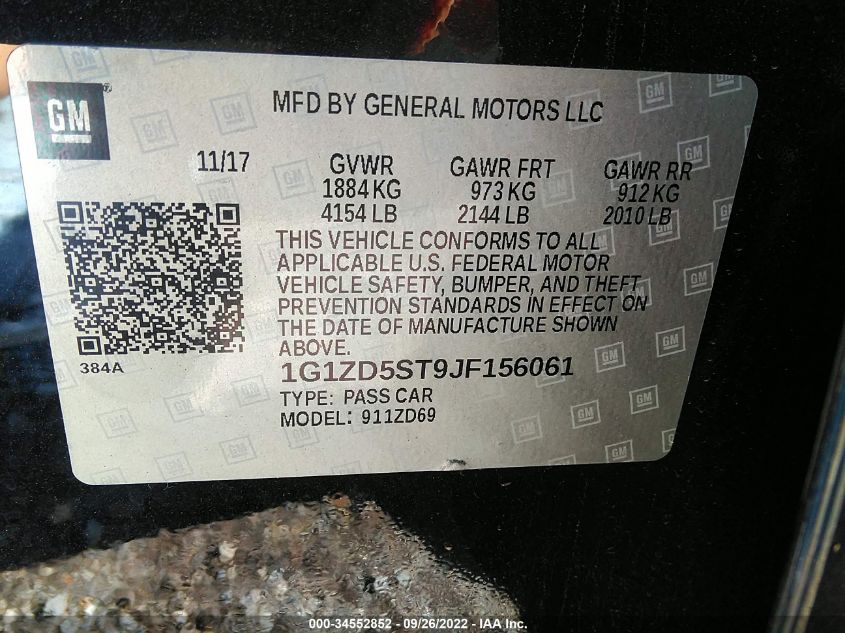 GM
MFD BY GENERAL MOTORS LLC
11/17 GVWR GAWR FRT GAWR RR
1884 KG 973 KG 912 KG
4154 LB 2144 LB 2010 LB
THIS VEHICLE CONFORMS TO ALL
APPLICABLE U.S. FEDERAL MOTOR
VEHICLE SAFETY, BUMPER, AND THEFT
PREVENTION STANDARDS IN EFFECT ON
THE DATE OF MANUFACTURE SHOWN
ABOVE.
384A
1G1ZD5ST9JF156061
TYPE: PASS CAR
MODEL: 911ZD69
000-34552852 - 09/26/2022 - IAA Inc.